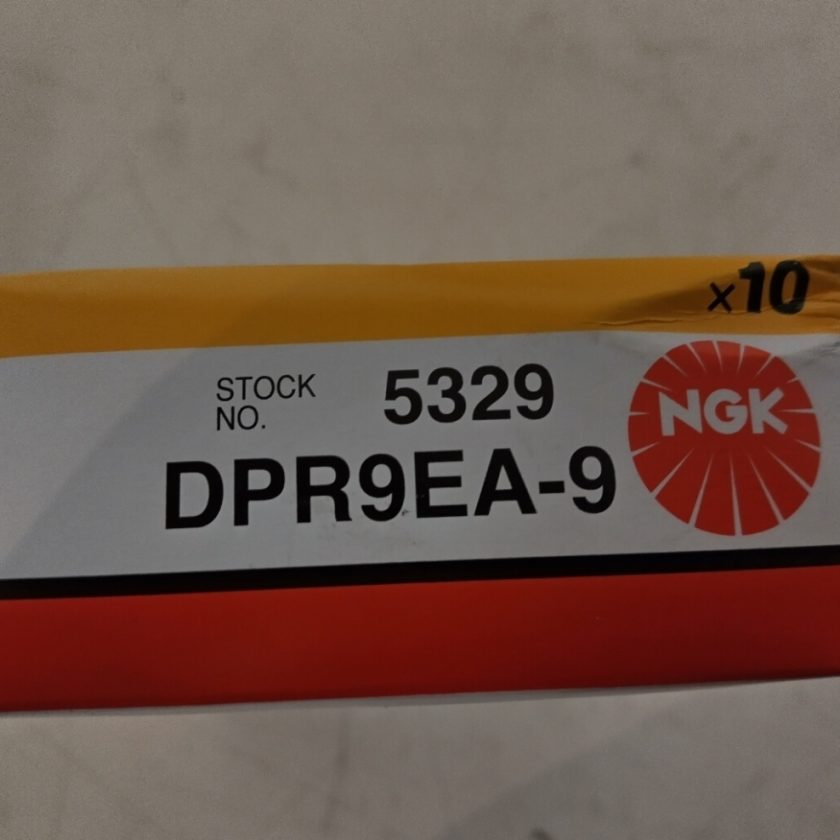 x10
STOCK NO. 5329
DPR9EA-9
NGK